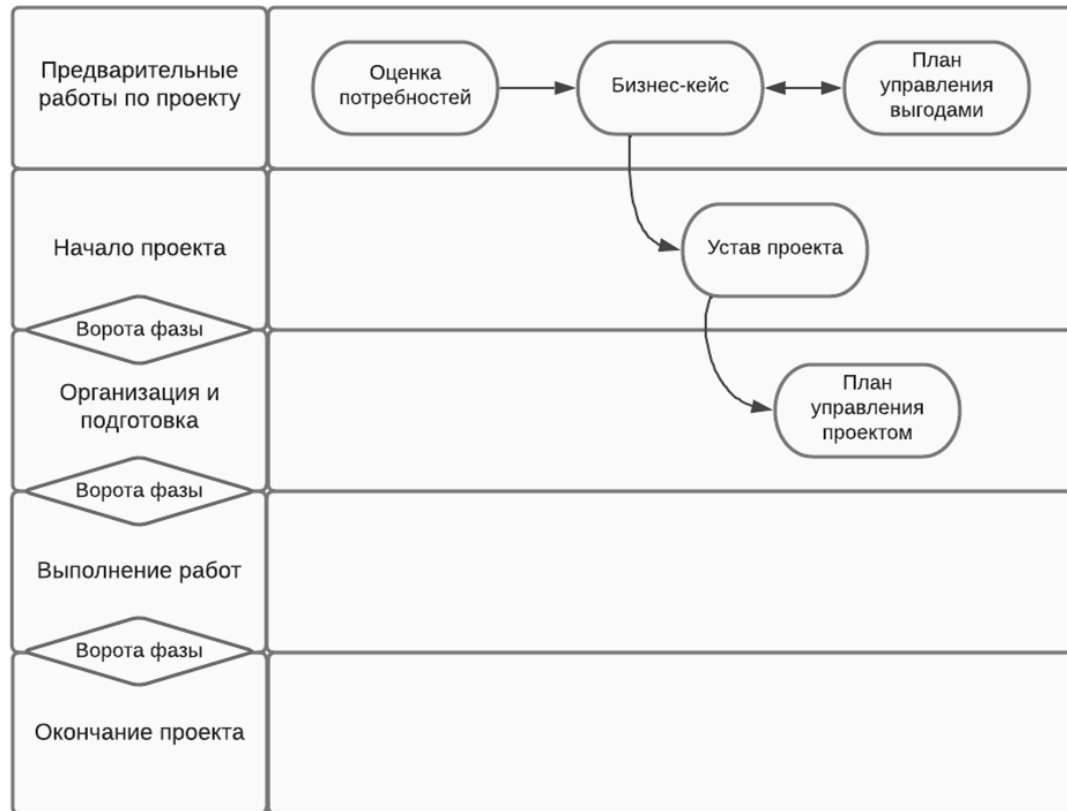 Предварительные
работы по проекту
Оценка
потребностей
Бизнес-кейс
План
управления
выгодами
Начало проекта
Устав проекта
Ворота фазы
Организация и
подготовка
План
управления
проектом
Ворота фазы
Выполнение работ
Ворота фазы
Окончание проекта